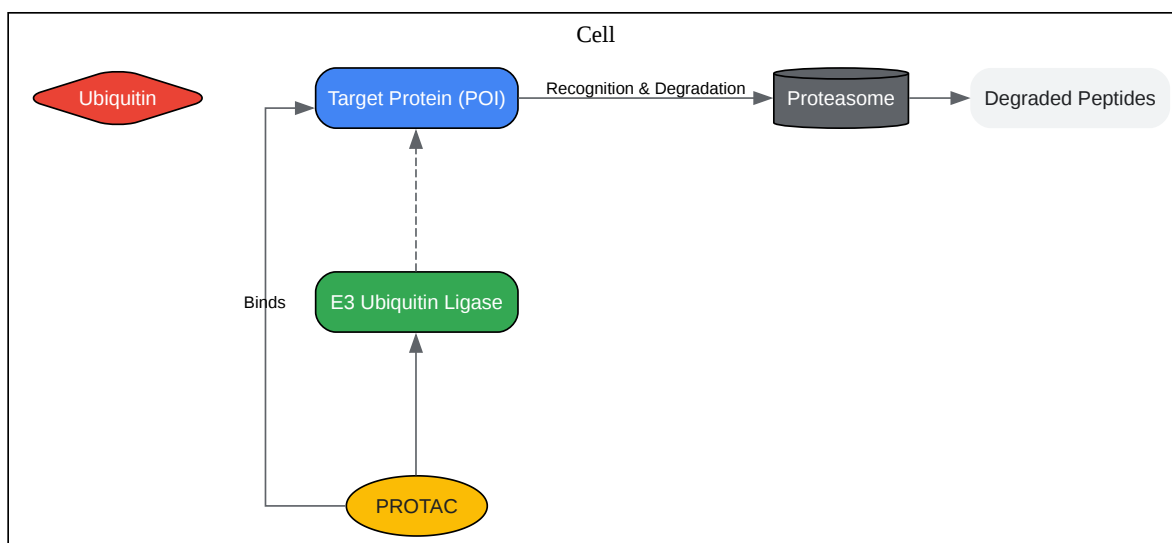 Cell
Ubiquitin
Target Protein (POI)
Recognition & Degradation
Proteasome
Degraded Peptides
Binds
E3 Ubiquitin Ligase
PROTAC